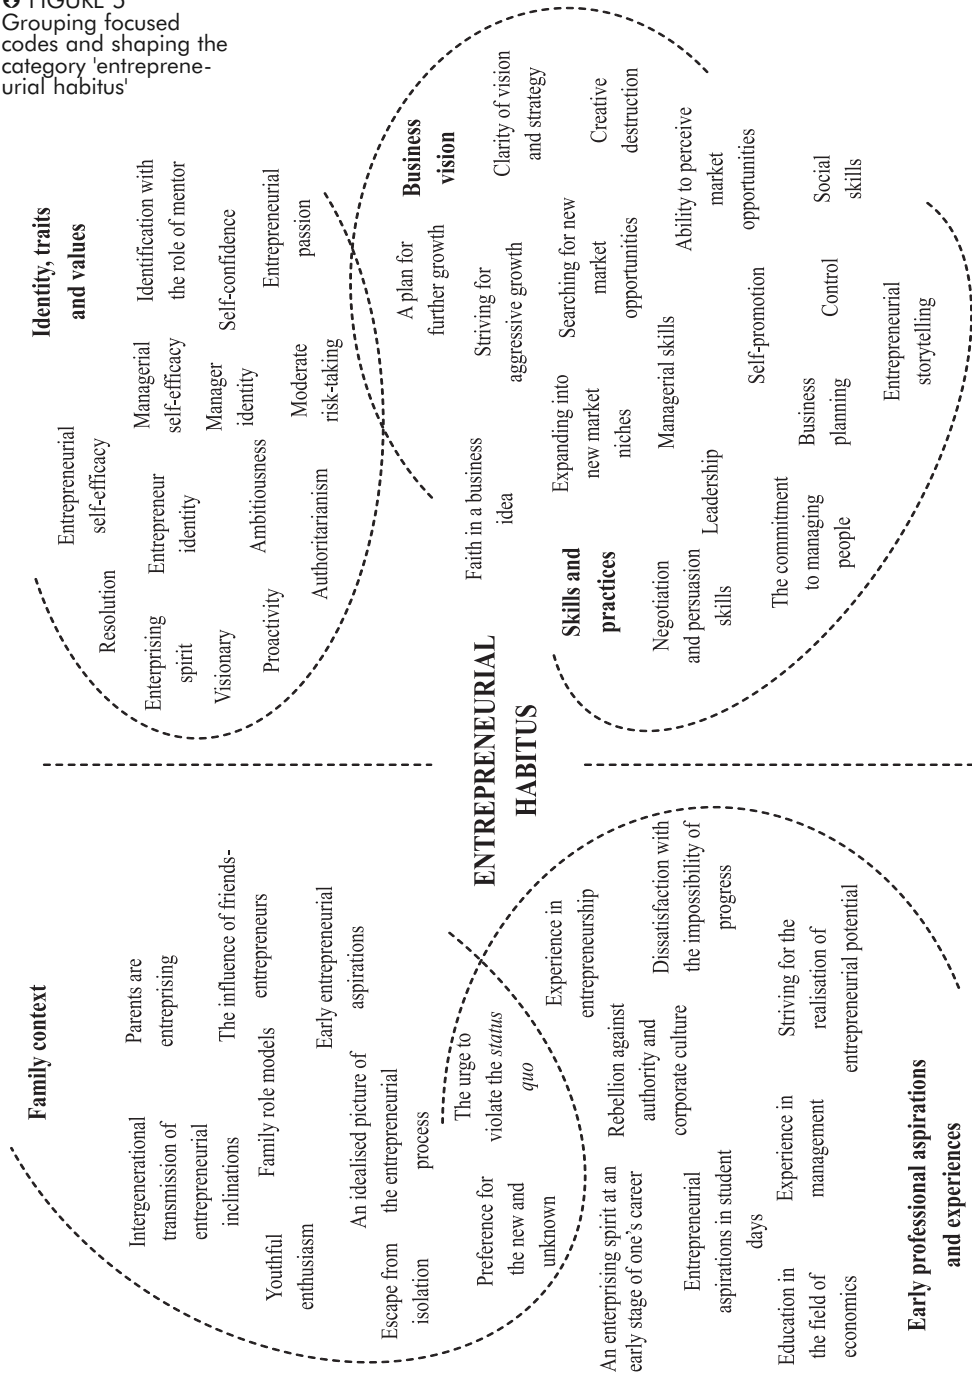 FIGURE 5
Grouping focused
codes and shaping the
category 'entreprene-
urial habitus'
Family context
Parents are
entreprising
Intergenerational
transmission of
entrepreneurial
inclinations
The influence of friends-
entrepreneurs
Family role models
Youthful
enthusiasm
Early entrepreneurial
aspirations
An idealised picture of
the entrepreneurial
process
Escape from
isolation
The urge to
violate the status
quo
Preference for
the new and
unknown
Identity, traits
and values
Entrepreneurial
self-efficacy
Resolution
Identification with
the role of mentor
Managerial
self-efficacy
Entrepreneur
identity
Enterprising
spirit
Self-confidence
Manager
identity
Visionary
Entrepreneurial
passion
Ambitiousness
Proactivity
Moderate
risk-taking
Authoritarianism
ENTREPRENEURIAL
HABITUS
Experience in
entrepreneurship
Rebellion against
authority and
corporate culture
An enterprising spirit at an
early stage of one's career
Dissatisfaction with
the impossibility of
progress
Entrepreneurial
aspirations in student
days
Striving for the
realisation of
entrepreneurial potential
Experience in
management
Education in
the field of
economics
Early professional aspirations
and experiences
Business
vision
A plan for
further growth
Clarity of vision
and strategy
Striving for
aggressive growth
Faith in a business
idea
Creative
destruction
Searching for new
market
opportunities
Expanding into
new market
niches
Skills and
practices
Ability to perceive
market
opportunities
Managerial skills
Negotiation
and persuasion
skills
Leadership
Self-promotion
The commitment
to managing
people
Social
skills
Control
Business
planning
Entrepreneurial
storytelling